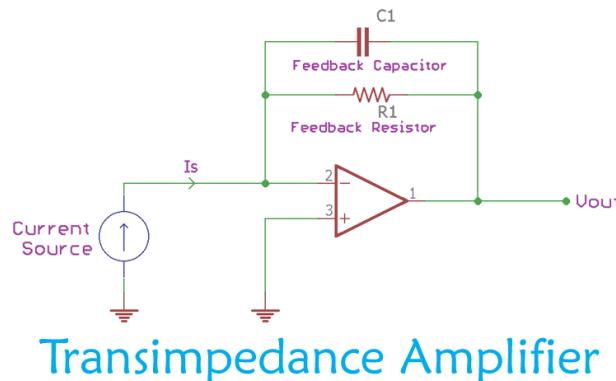 C1
Feedback Capacitor
R1
Feedback Resistor
Is
2
1
3
Current
Source
Vout
Transimpedance Amplifier